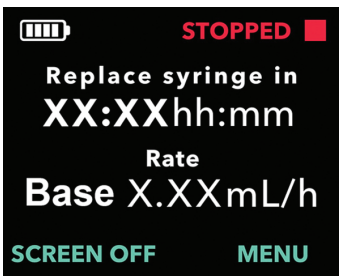 STOPPED
Replace syringe in
XX:XXhh:mm
Rate
Base X.XXmL/h
SCREEN OFF MENU